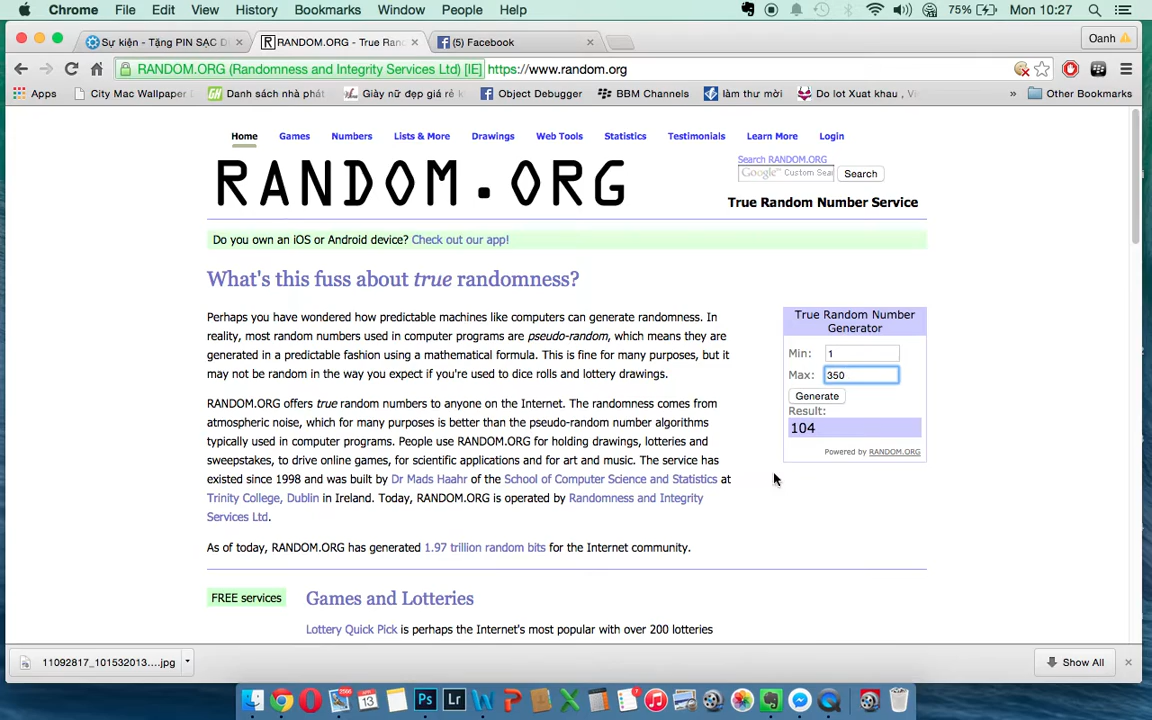 Chrome File Edit View History Bookmarks Window People Help 75% Mon 10:27
Sự kiện - Tặng PIN SẠC D
RANDOM.ORG - True Ran
(5) Facebook
Oanh
RANDOM.ORG (Randomness and Integrity Services Ltd) [IE] https://www.random.org
Apps City Mac Wallpaper Danh sách nhà phát Giày nữ đẹp giá rẻ Object Debugger BBM Channels làm thư mời Do lot Xuat khau , Vi » Other Bookmarks
Home Games Numbers Lists & More Drawings Web Tools Statistics Testimonials Learn More Login
RANDOM.ORG
Search RANDOM.ORG
Google™ Custom Sea Search
True Random Number Service
Do you own an iOS or Android device? Check out our app!
What's this fuss about true randomness?
Perhaps you have wondered how predictable machines like computers can generate randomness. In
reality, most random numbers used in computer programs are pseudo-random, which means they are
generated in a predictable fashion using a mathematical formula. This is fine for many purposes, but it
may not be random in the way you expect if you're used to dice rolls and lottery drawings.
RANDOM.ORG offers true random numbers to anyone on the Internet. The randomness comes from
atmospheric noise, which for many purposes is better than the pseudo-random number algorithms
typically used in computer programs. People use RANDOM.ORG for holding drawings, lotteries and
sweepstakes, to drive online games, for scientific applications and for art and music. The service has
existed since 1998 and was built by Dr Mads Haahr of the School of Computer Science and Statistics at
Trinity College, Dublin in Ireland. Today, RANDOM.ORG is operated by Randomness and Integrity
Services Ltd.
As of today, RANDOM.ORG has generated 1.97 trillion random bits for the Internet community.
True Random Number
Generator
Min: 1
Max: 350
Generate
Result:
104
Powered by RANDOM.ORG
FREE services
Games and Lotteries
Lottery Quick Pick is perhaps the Internet's most popular with over 200 lotteries
11092817_101532013....jpg
Show All